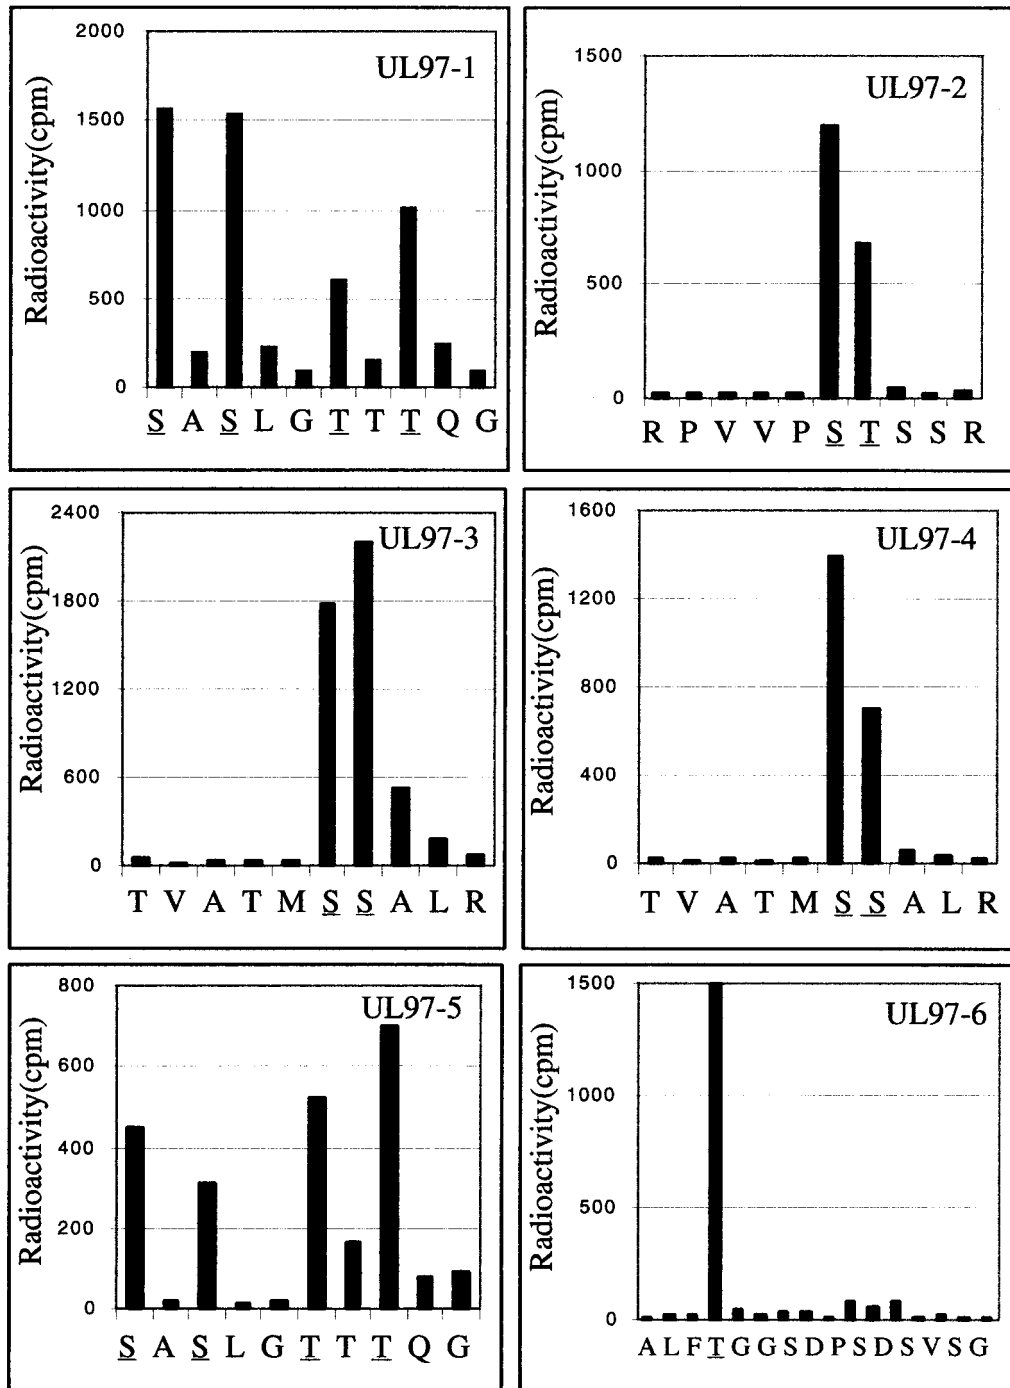 UL97-1
Radioactivity(cpm)
2000
1500
1000
500
0
S A S L G T T T Q G
UL97-2
Radioactivity(cpm)
1500
1000
500
0
R P V V P S T S S R
UL97-3
Radioactivity(cpm)
2400
1800
1200
600
0
T V A T M S S A L R
UL97-4
Radioactivity(cpm)
1600
1200
800
400
0
T V A T M S S A L R
UL97-5
Radioactivity(cpm)
800
600
400
200
0
S A S L G T T T Q G
UL97-6
Radioactivity(cpm)
1500
1000
500
0
A L F T G G S D P S D S V S G